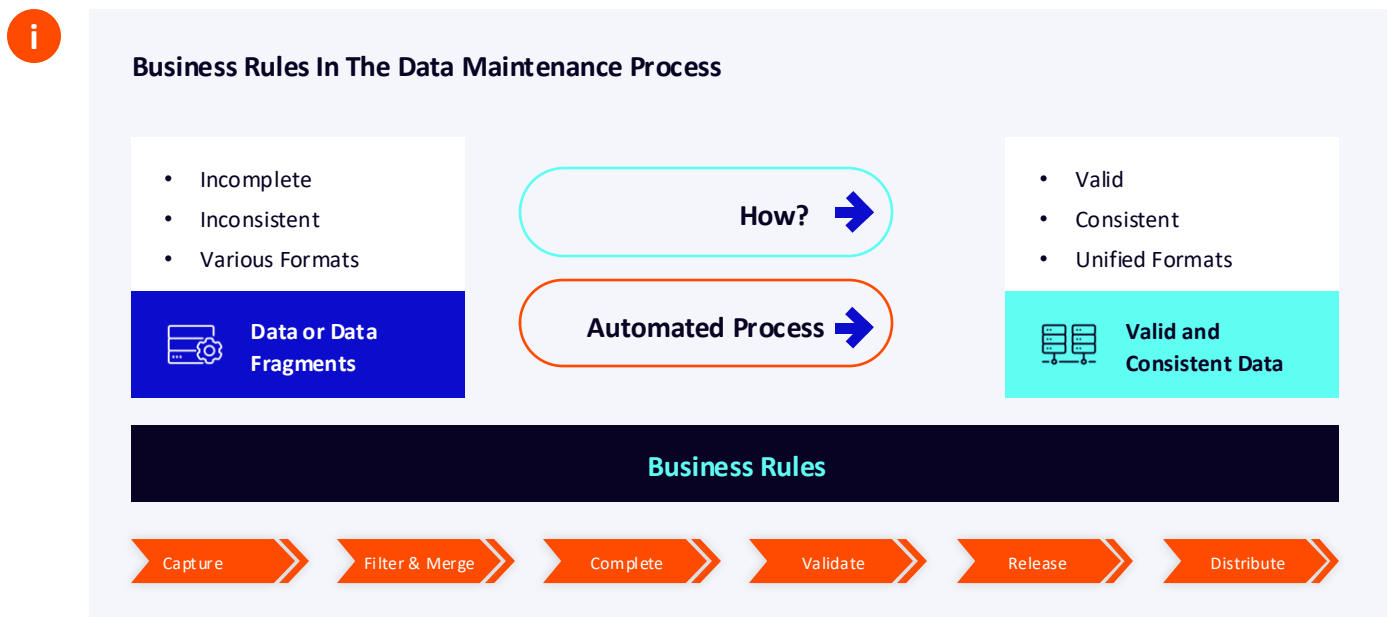 i
Business Rules In The Data Maintenance Process
• Incomplete
• Inconsistent
• Various Formats
Data or Data
Fragments
How?
Automated Process
• Valid
• Consistent
• Unified Formats
Valid and
Consistent Data
Business Rules
Capture
Filter & Merge
Complete
Validate
Release
Distribute